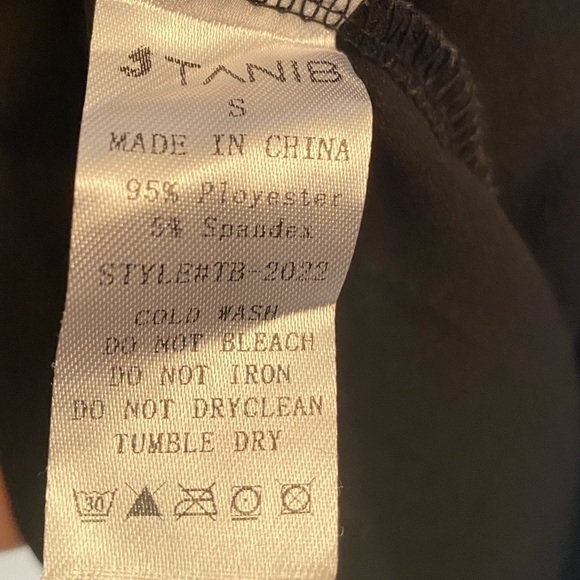 JTANIB
S
MADE IN CHINA
95% Ployester
5% Spandex
STYLE#TB-2022
COLD WASH
DO NOT BLEACH
DO NOT IRON
DO NOT DRYCLEAN
TUMBLE DRY
30